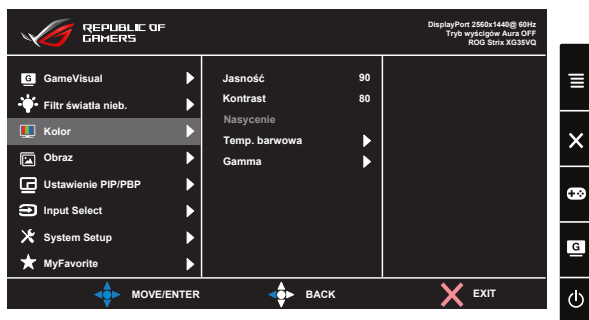 REPUBLIC OF
GAMERS
DisplayPort 2560x1440@ 60Hz
Tryb wyścigów Aura OFF
ROG Strix XG35VQ
G GameVisual
Filtr światła nieb.
Kolor
Obraz
Ustawienie PIP/PBP
Input Select
System Setup
MyFavorite
Jasność 90
Kontrast 80
Nasycenie
Temp. barwowa
Gamma
MOVE/ENTER BACK EXIT
G